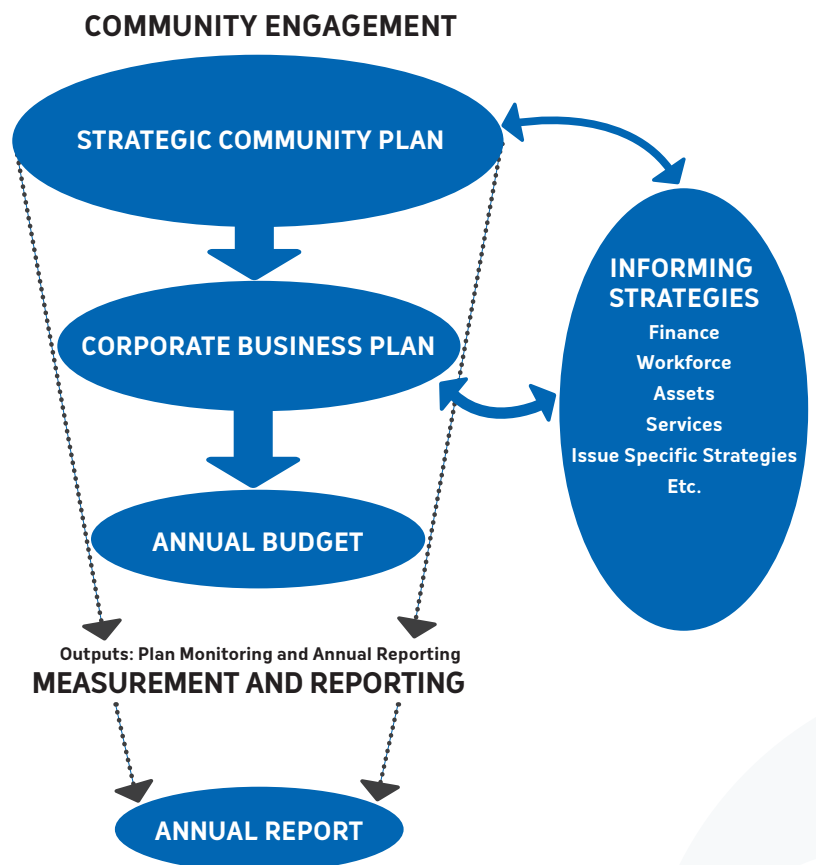 COMMUNITY ENGAGEMENT
STRATEGIC COMMUNITY PLAN
CORPORATE BUSINESS PLAN
ANNUAL BUDGET
INFORMING
STRATEGIES
Finance
Workforce
Assets
Services
Issue Specific Strategies
Etc.
Outputs: Plan Monitoring and Annual Reporting
MEASUREMENT AND REPORTING
ANNUAL REPORT